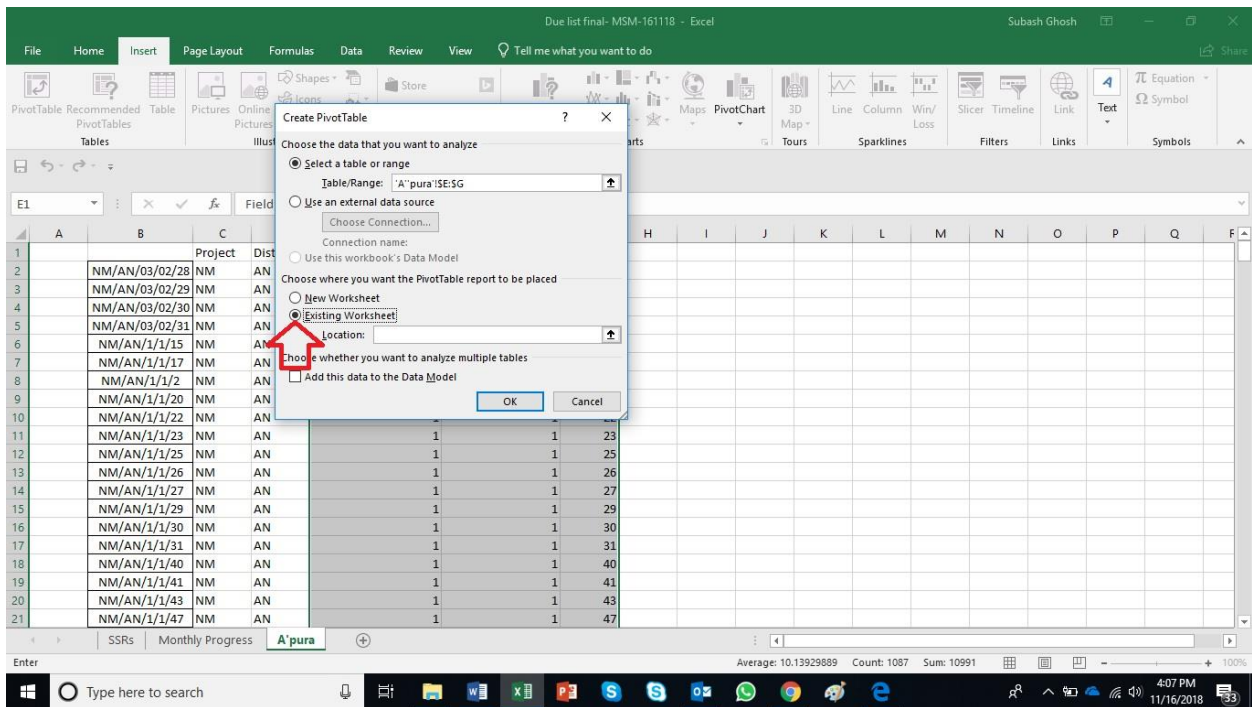 Due list final- MSM-161118 - Excel
Subash Ghosh
File Home Insert Page Layout Formulas Data Review View Tell me what you want to do Share
PivotTable Recommended PivotTables Table Pictures Online Pictures Shapes Icons Store Maps PivotChart 3D Map Line Column Win/Loss Slicer Timeline Link Text Equation Symbol
Tables Illust arts Tours Sparklines Filters Links Symbols
Create PivotTable ? ×
Choose the data that you want to analyze
Select a table or range
Table/Range: 'A''pura'!$E:$G
Use an external data source
Choose Connection...
Connection name:
Use this workbook's Data Model
Choose where you want the PivotTable report to be placed
New Worksheet
Existing Worksheet
Location:
Choose whether you want to analyze multiple tables
Add this data to the Data Model
OK Cancel
E1 fx Field
A B C H I J K L M N O P Q
1 Project Dist
2 NM/AN/03/02/28 NM AN
3 NM/AN/03/02/29 NM AN
4 NM/AN/03/02/30 NM AN
5 NM/AN/03/02/31 NM AN
6 NM/AN/1/1/15 NM AN
7 NM/AN/1/1/17 NM AN
8 NM/AN/1/1/2 NM AN
9 NM/AN/1/1/20 NM AN
10 NM/AN/1/1/22 NM AN
11 NM/AN/1/1/23 NM AN 1 1 23
12 NM/AN/1/1/25 NM AN 1 1 25
13 NM/AN/1/1/26 NM AN 1 1 26
14 NM/AN/1/1/27 NM AN 1 1 27
15 NM/AN/1/1/29 NM AN 1 1 29
16 NM/AN/1/1/30 NM AN 1 1 30
17 NM/AN/1/1/31 NM AN 1 1 31
18 NM/AN/1/1/40 NM AN 1 1 40
19 NM/AN/1/1/41 NM AN 1 1 41
20 NM/AN/1/1/43 NM AN 1 1 43
21 NM/AN/1/1/47 NM AN 1 1 47
SSRs Monthly Progress A'pura
Enter Average: 10.13929889 Count: 1087 Sum: 10991 100%
Type here to search
4:07 PM
11/16/2018
33